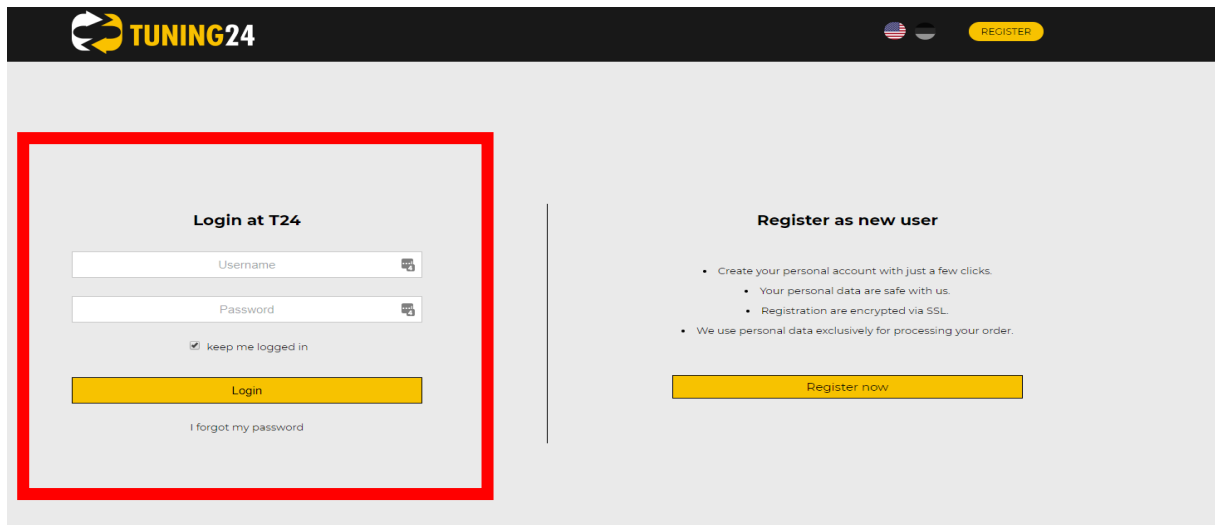 TUNING24
REGISTER
Login at T24
Username
Password
keep me logged in
Login
I forgot my password
Register as new user
• Create your personal account with just a few clicks.
• Your personal data are safe with us.
• Registration are encrypted via SSL.
• We use personal data exclusively for processing your order.
Register now